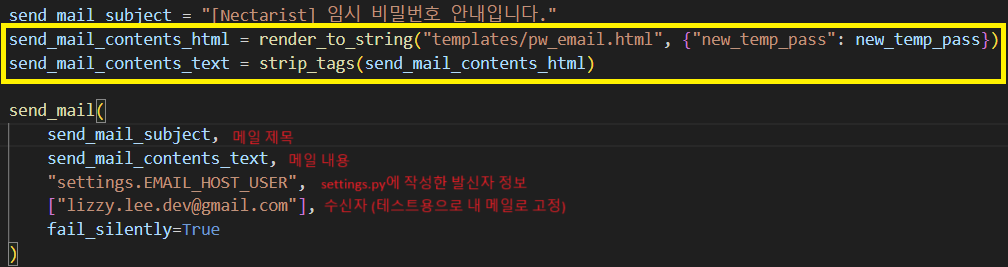 send_mail_subject = "[Nectarist] 임시 비밀번호 안내입니다."
send_mail_contents_html = render_to_string("templates/pw_email.html", {"new_temp_pass": new_temp_pass})
send_mail_contents_text = strip_tags(send_mail_contents_html)
send_mail(
send_mail_subject, 메일 제목
send_mail_contents_text, 메일 내용
"settings.EMAIL_HOST_USER", settings.py에 작성한 발신자 정보
["lizzy.lee.dev@gmail.com"], 수신자 (테스트용으로 내 메일로 고정)
fail_silently=True
)